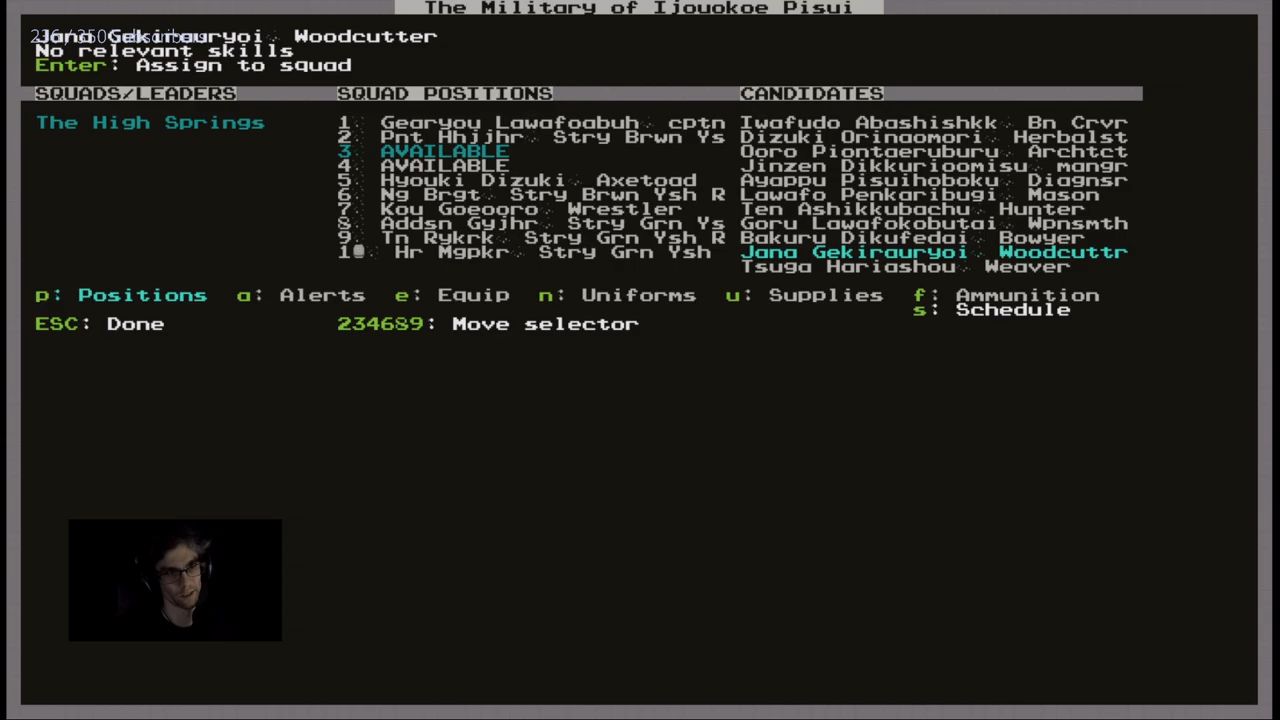 The Military of Ijouokoe Pisui
Jana Gekirauryoi Woodcutter
No relevant skills
Enter: Assign to squad
SQUADS/LEADERS SQUAD POSITIONS CANDIDATES
The High Springs 1 Gearyou Lawafoabuh cptn Iwafudo Abashishkk Bn Crvr
2 Pnt Hhjjhr Stry Brwn Ys Dizuki Orinaomori Herbalst
3 AVAILABLE Ooro Piontaeruburu Archtct
4 AVAILABLE Jinzen Dikkurioomisu mangr
5 Hyouki Dizuki Axetoad Ayappu Pisuihoboku Diagnsr
6 Ng Brgt Stry Brwn Ysh R Lawafo Penkaribugi Mason
7 Kou Goeooro Wrestler Ten Ashikkubachu Hunter
8 Addsn Gyjhr Stry Grn Ys Goru Lawafokobutai Wpnsmth
9 Tn Rykrk Stry Grn Ysh R Bakuru Dikufedai Bowyer
10 Hr Mgpkr Stry Grn Ysh Jana Gekirauryoi Woodcuttr
Tsuga Hariashou Weaver
p: Positions a: Alerts e: Equip n: Uniforms u: Supplies f: Ammunition
s: Schedule
ESC: Done 234689: Move selector